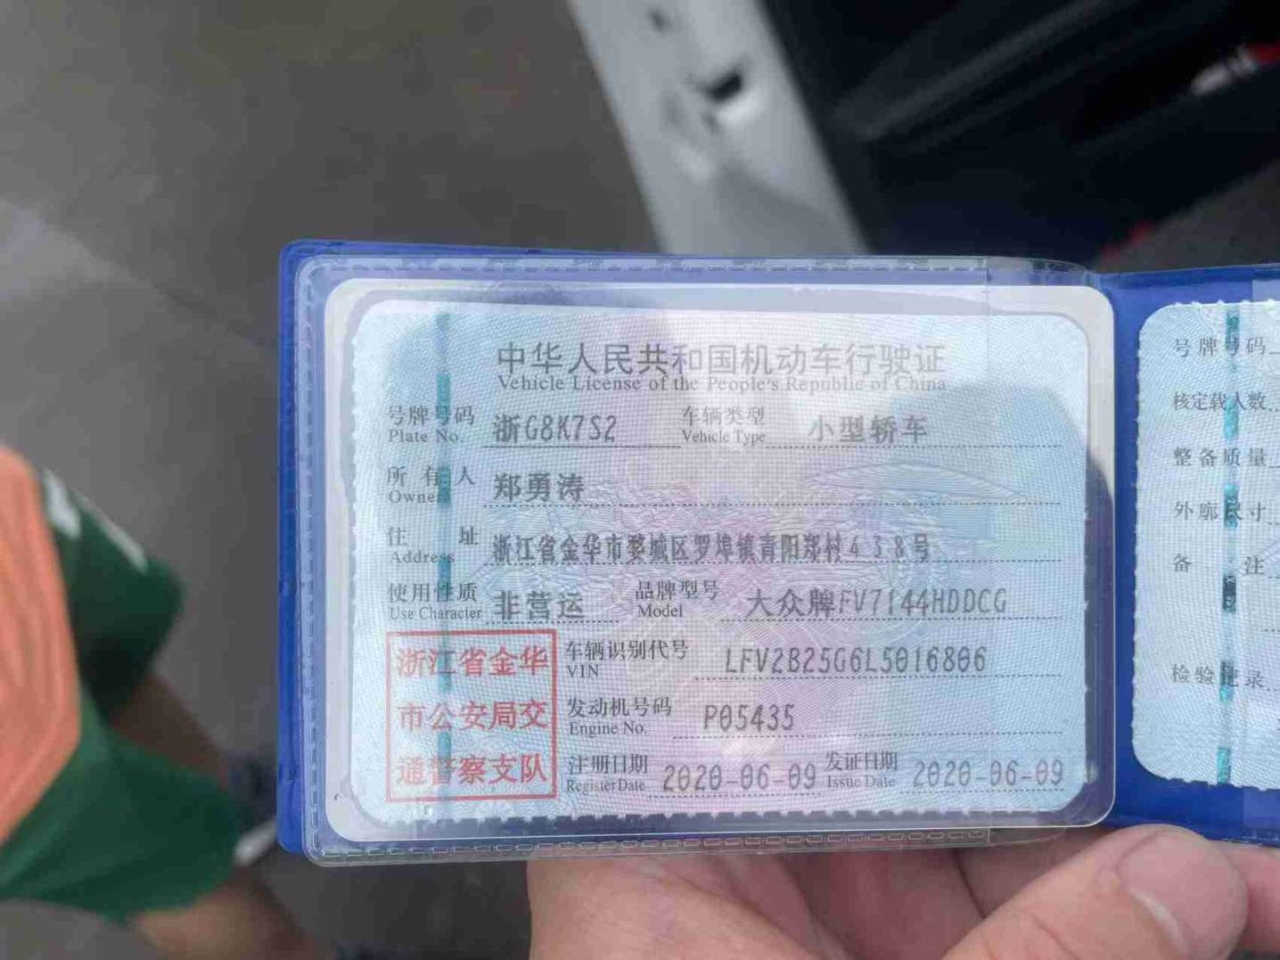 中华人民共和国机动车行驶证
Vehicle License of the People's Republic of China
号牌号码 浙G8K7S2 车辆类型 小型轿车
Plate No. Vehicle Type
所有人 郑勇涛
Owner
住址 浙江省金华市婺城区罗埠镇青阳郑村438号
Address
使用性质 非营运 品牌型号 大众牌FV7144HDDCG
Use Character Model
浙江省金华
市公安局交
通警察支队
车辆识别代号 LFV2B25G6L5016806
VIN
发动机号码 P05435
Engine No.
注册日期 2020-06-09 发证日期 2020-06-09
Register Date Issue Date
号牌号码
核定载人数
整备质量
外廓尺寸
备注
检验记录